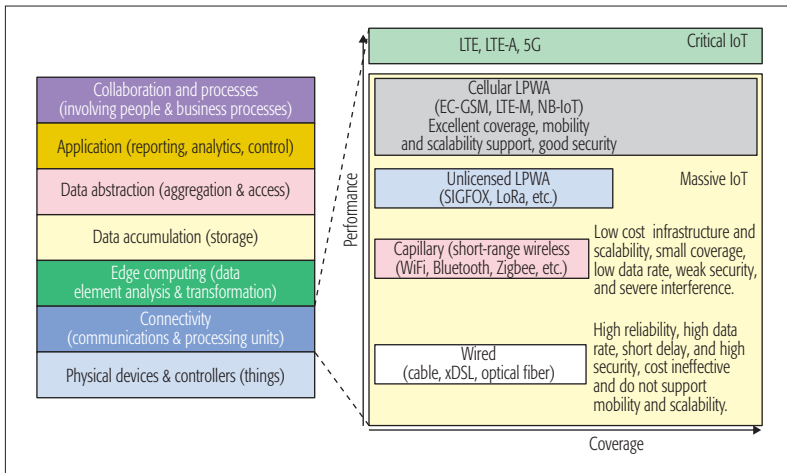 Collaboration and processes
(involving people & business processes)
Application (reporting, analytics, control)
Data abstraction (aggregation & access)
Data accumulation (storage)
Edge computing (data
element analysis & transformation)
Connectivity
(communications & processing units)
Physical devices & controllers (things)
Performance
LTE, LTE-A, 5G
Critical IoT
Cellular LPWA
(EC-GSM, LTE-M, NB-IoT)
Excellent coverage, mobility
and scalability support, good security
Unlicensed LPWA
(SIGFOX, LoRa, etc.)
Massive IoT
Capillary (short-range wireless
(WiFi, Bluetooth, Zigbee, etc.)
Low cost infrastructure and
scalability, small coverage,
low data rate, weak security,
and severe interference.
Wired
(cable, xDSL, optical fiber)
High reliability, high data
rate, short delay, and high
security, cost ineffective
and do not support
mobility and scalability.
Coverage